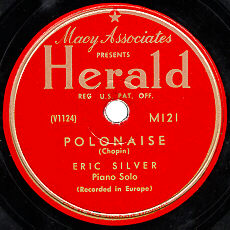 Macy Associates
PRESENTS
Herald
REG. U.S. PAT. OFF.
(V1124) M121
POLONAISE
(Chopin)
ERIC SILVER
Piano Solo
(Recorded in Europe)